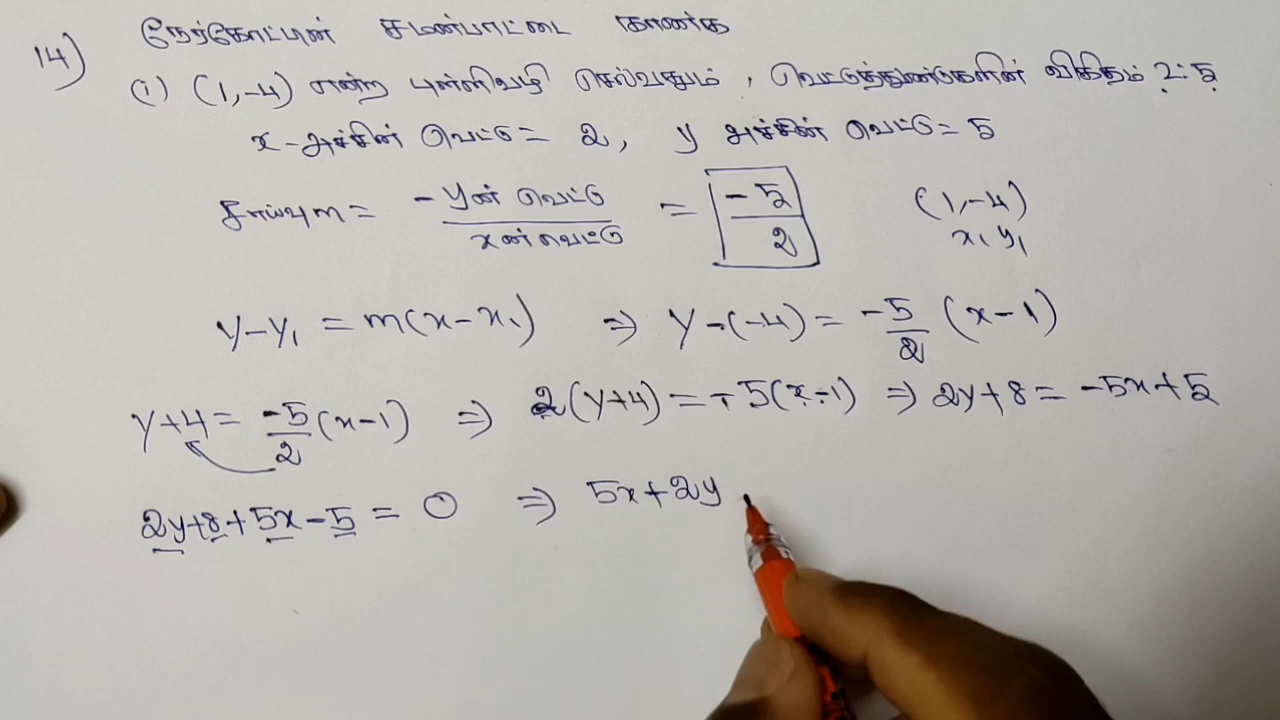 14) நேர்கோட்டின் சமன்பாட்டை காண்க
(i) (1,-4) என்ற புள்ளிவழி செல்வதும், வெட்டுத்துண்டுகளின் விகிதம் 2:5
x-அச்சின் வெட்டு = 2, y அச்சின் வெட்டு = 5
சாய்வு m = -yன் வெட்டு / xன் வெட்டு = -5/2 (1,-4)
x₁ y₁
y-y₁ = m(x-x₁) ⇒ y-(-4) = -5/2 (x-1)
y+4 = -5/2 (x-1) ⇒ 2(y+4) = -5(x-1) ⇒ 2y+8 = -5x+5
2y+8+5x-5 = 0 ⇒ 5x+2y